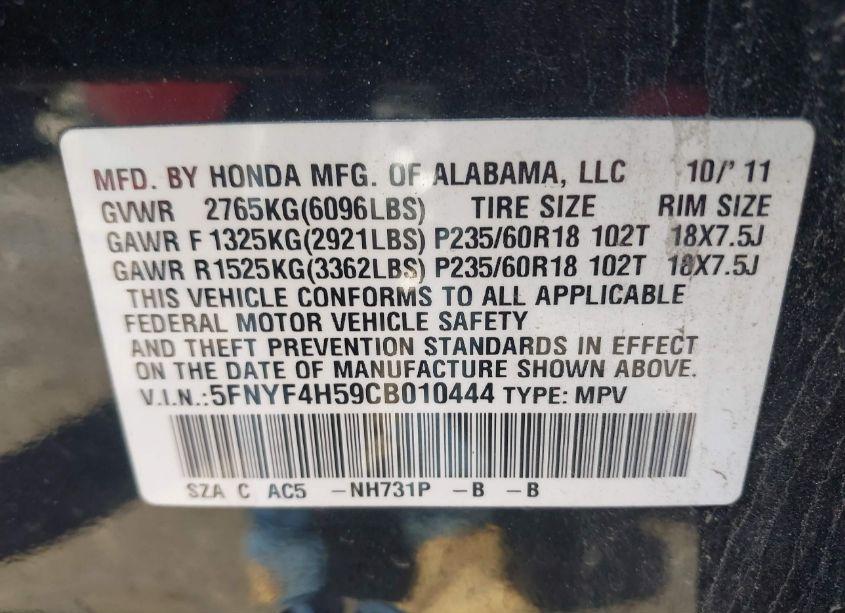 MFD. BY HONDA MFG. OF ALABAMA, LLC 10/'11
GVWR 2765KG(6096LBS) TIRE SIZE RIM SIZE
GAWR F 1325KG(2921LBS) P235/60R18 102T 18X7.5J
GAWR R 1525KG(3362LBS) P235/60R18 102T 18X7.5J
THIS VEHICLE CONFORMS TO ALL APPLICABLE
FEDERAL MOTOR VEHICLE SAFETY
AND THEFT PREVENTION STANDARDS IN EFFECT
ON THE DATE OF MANUFACTURE SHOWN ABOVE.
V.I.N.:5FNYF4H59CB010444 TYPE: MPV
SZA C AC5 -NH731P -B -B